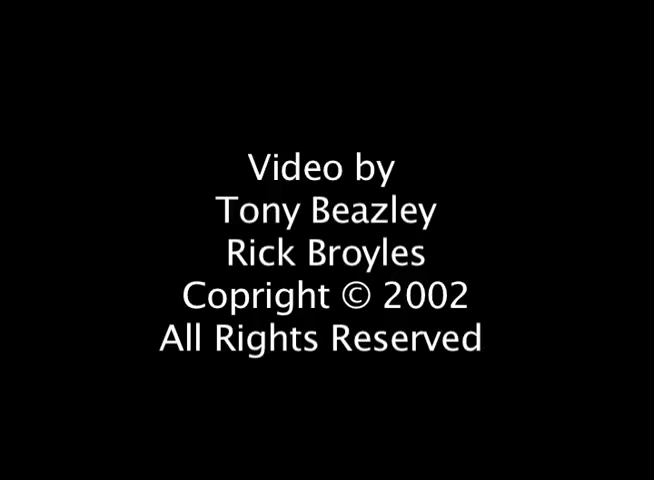 Video by
Tony Beazley
Rick Broyles
Copright © 2002
All Rights Reserved